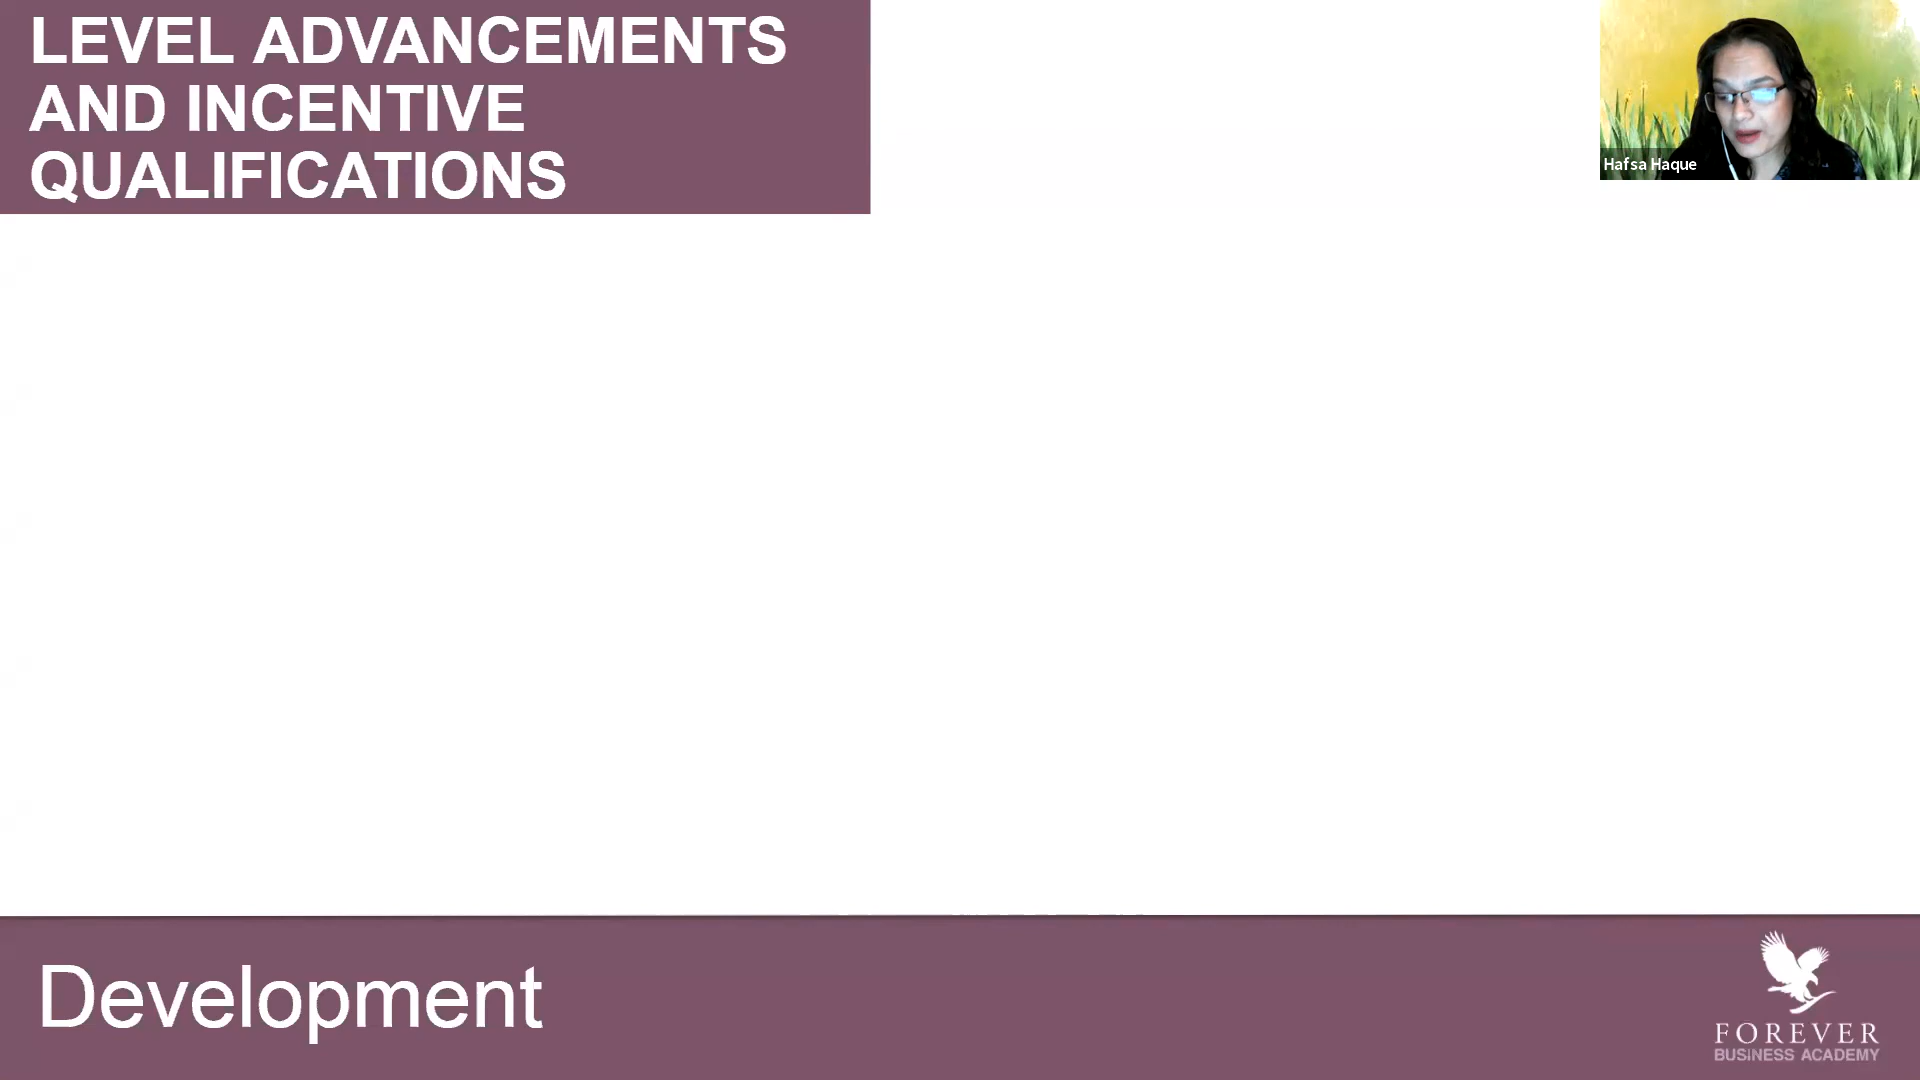 LEVEL ADVANCEMENTS
AND INCENTIVE
QUALIFICATIONS
Hafsa Haque
Development
FOREVER
BUSINESS ACADEMY